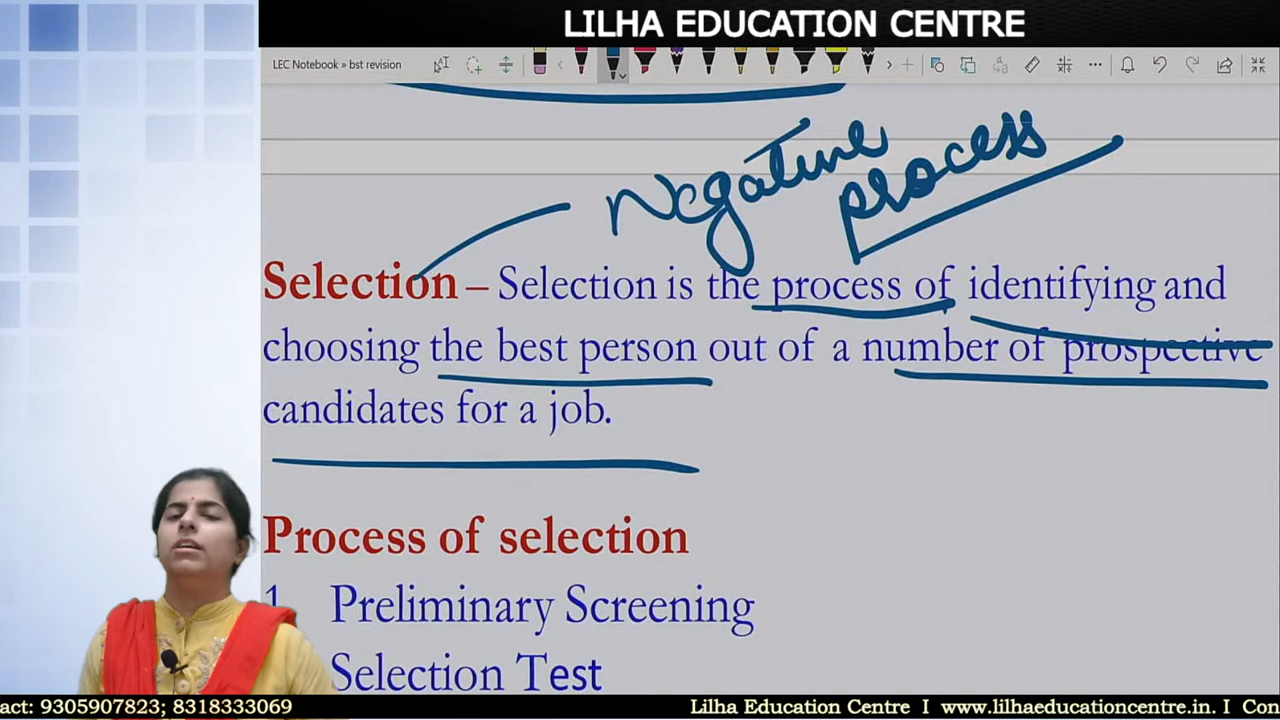 LILHA EDUCATION CENTRE
LEC Notebook » bst revision
Negative process
Selection – Selection is the process of identifying and
choosing the best person out of a number of prospective
candidates for a job.
Process of selection
1. Preliminary Screening
Selection Test
act: 9305907823; 8318333069
Lilha Education Centre I www.lilhaeducationcentre.in. I Con